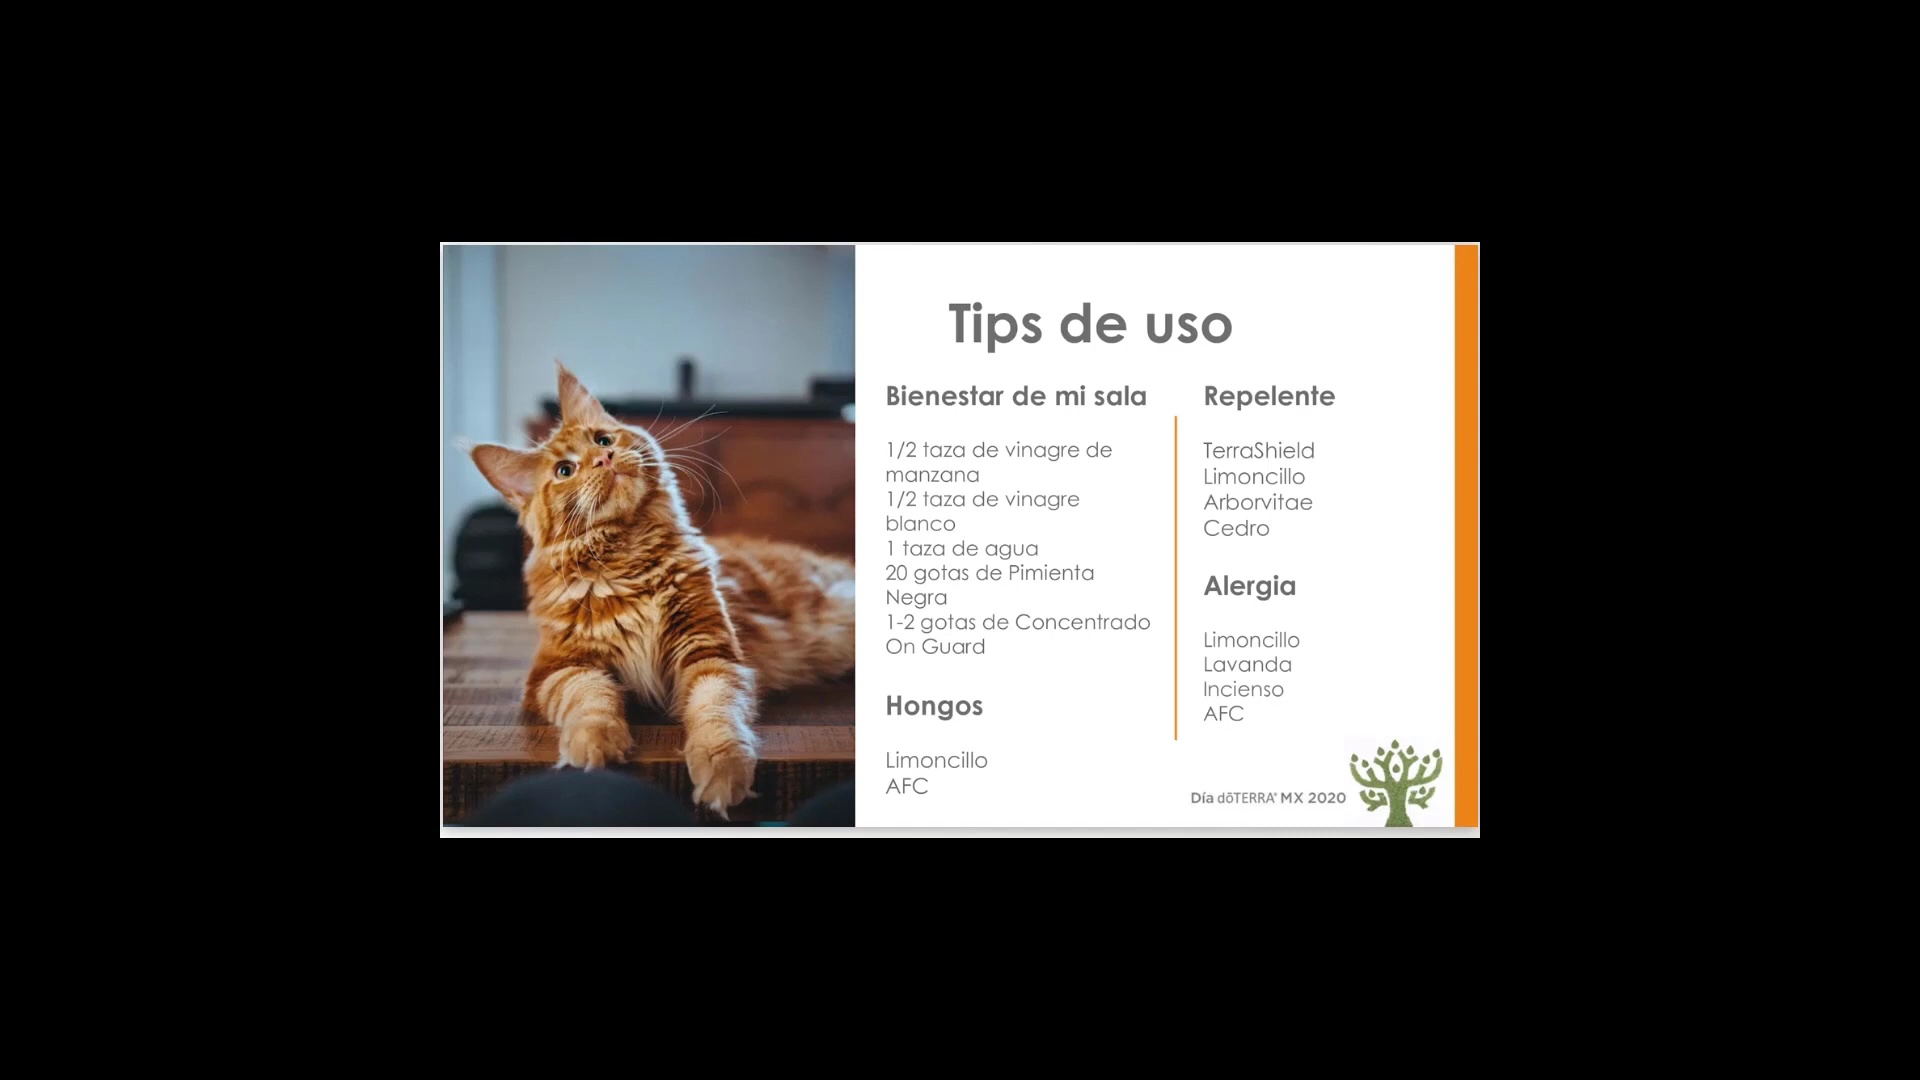 Tips de uso
Bienestar de mi sala
1/2 taza de vinagre de
manzana
1/2 taza de vinagre
blanco
1 taza de agua
20 gotas de Pimienta
Negra
1-2 gotas de Concentrado
On Guard
Hongos
Limoncillo
AFC
Repelente
TerraShield
Limoncillo
Arborvitae
Cedro
Alergia
Limoncillo
Lavanda
Incienso
AFC
Día dōTERRA® MX 2020